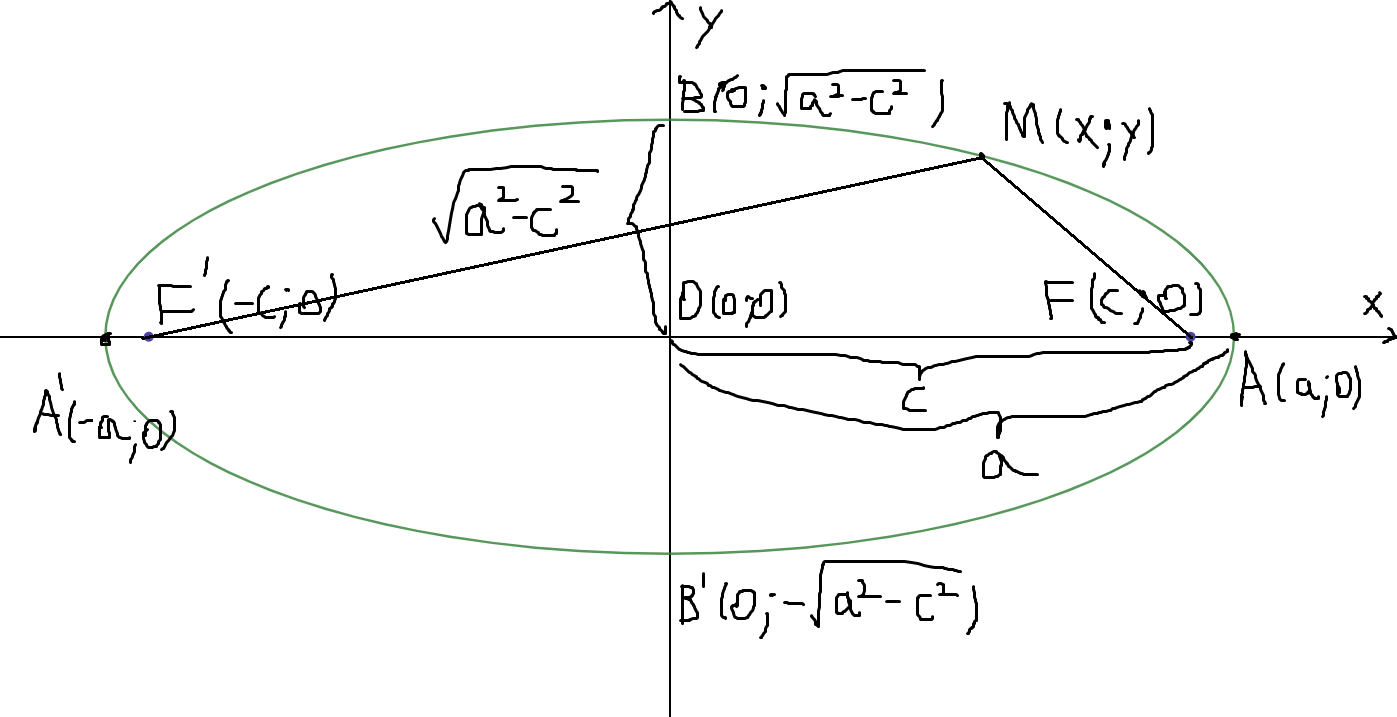 y
B(0;√a²-c²)
M(x;y)
√a²-c²
F'(-c;0)
O(0;0)
F(c;0)
x
A'(-a;0)
c
A(a;0)
a
B'(0;-√a²-c²)